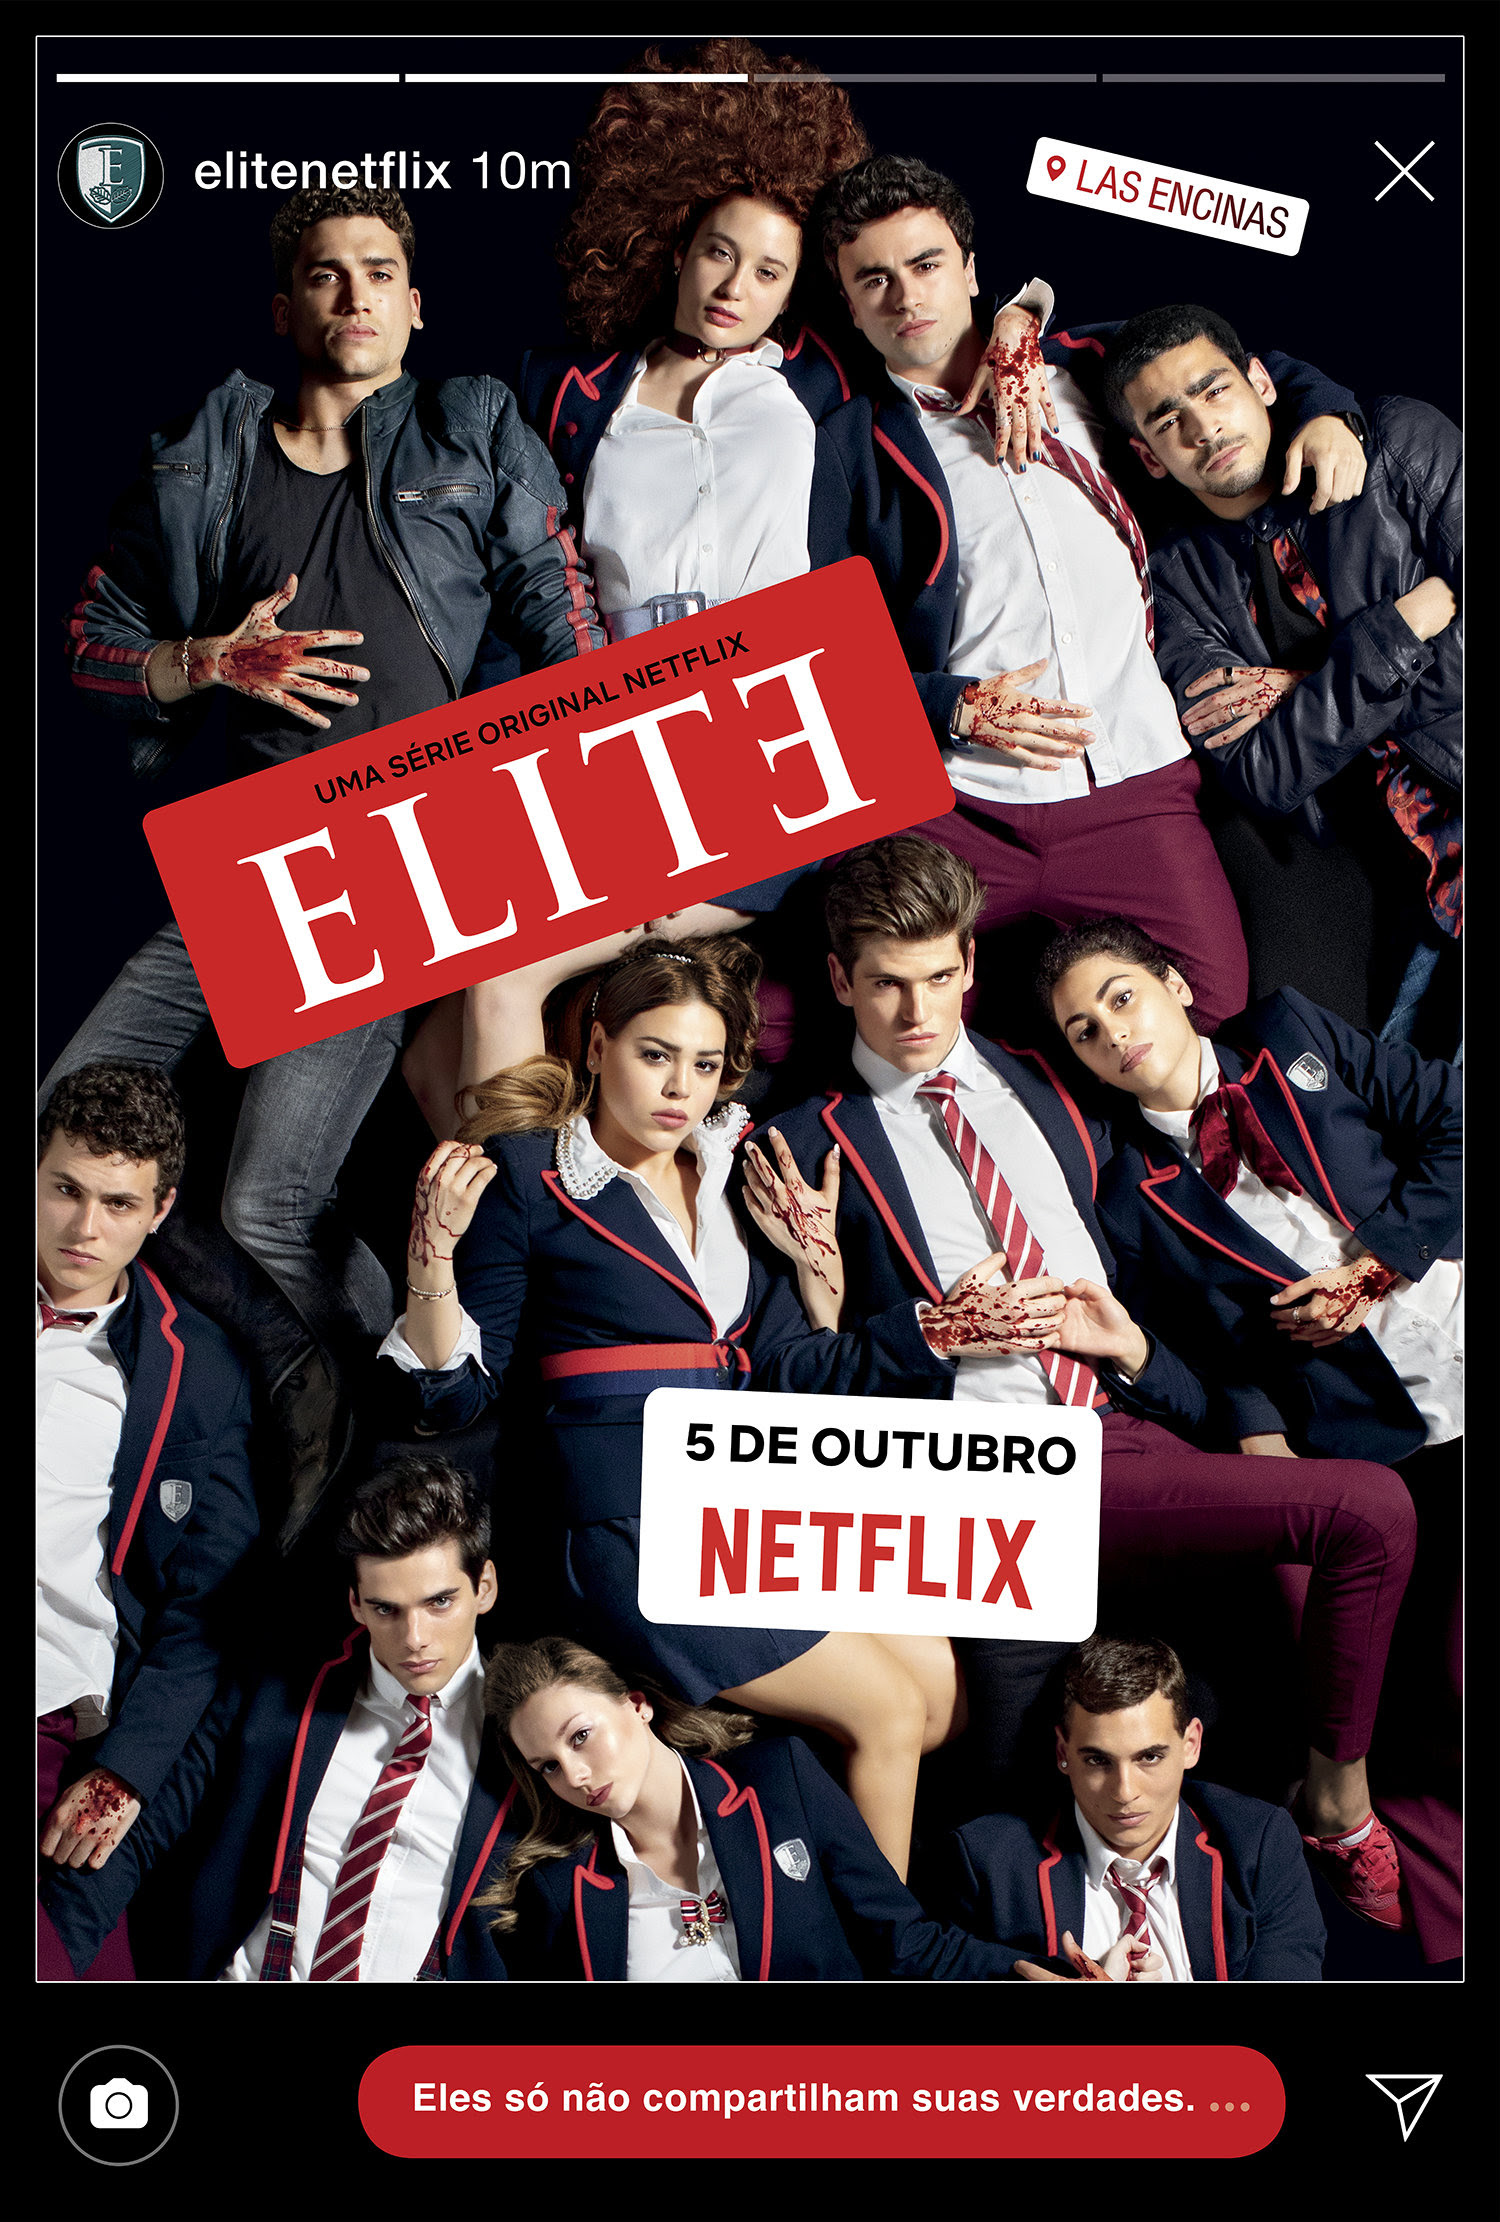 elitenetflix 10m
LAS ENCINAS
UMA SÉRIE ORIGINAL NETFLIX
ELITE
5 DE OUTUBRO
NETFLIX
Eles só não compartilham suas verdades. ...
E
E
E
E